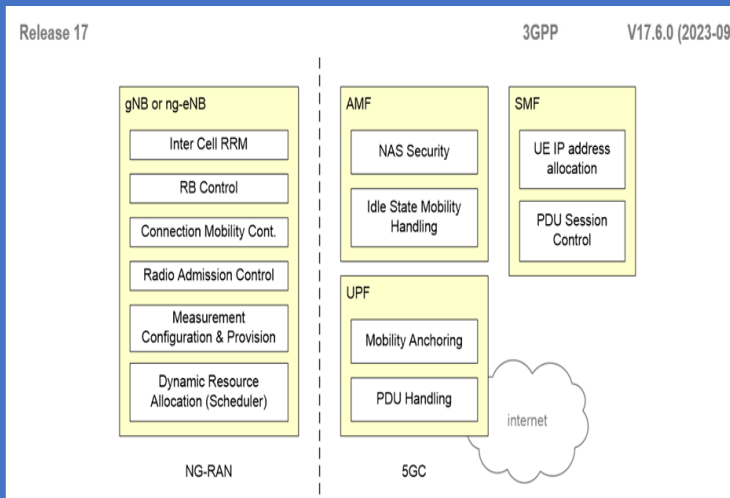 Release 17
3GPP
V17.6.0 (2023-09
gNB or ng-eNB
Inter Cell RRM
RB Control
Connection Mobility Cont.
Radio Admission Control
Measurement
Configuration & Provision
Dynamic Resource
Allocation (Scheduler)
NG-RAN
AMF
NAS Security
Idle State Mobility
Handling
SMF
UE IP address
allocation
PDU Session
Control
UPF
Mobility Anchoring
PDU Handling
internet
5GC